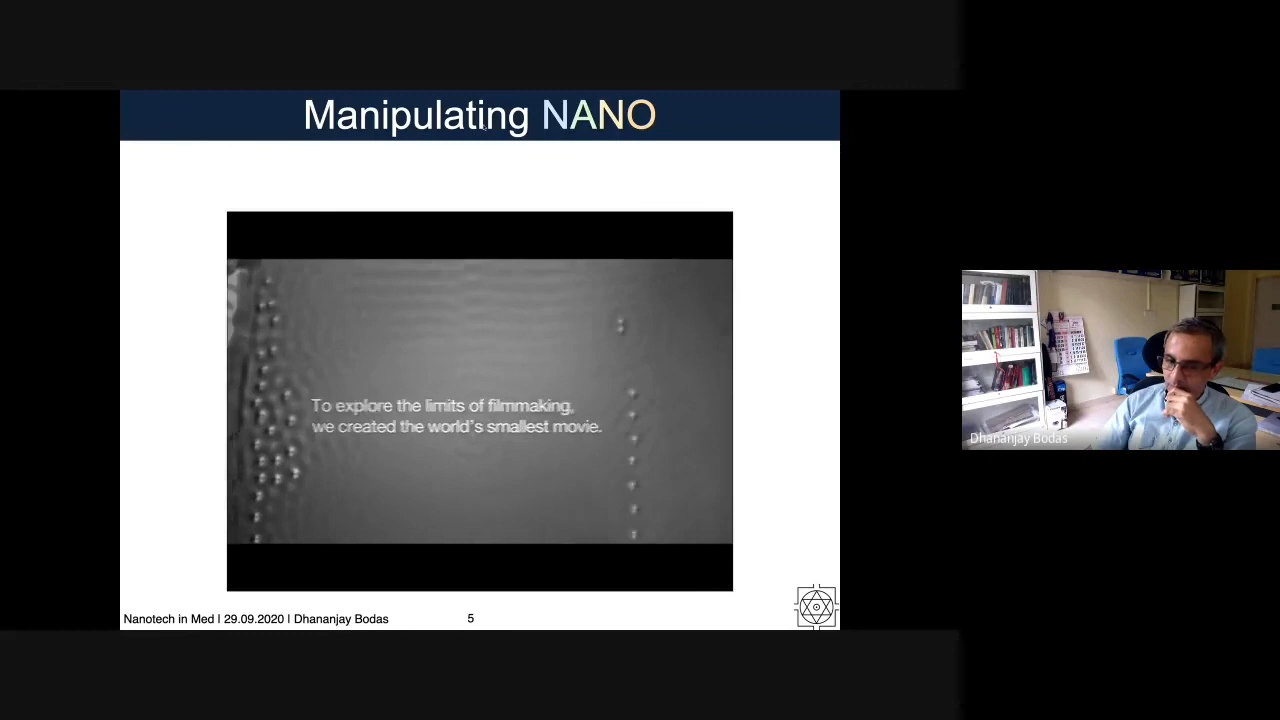 Manipulating NANO
To explore the limits of filmmaking,
we created the world's smallest movie.
Nanotech in Med | 29.09.2020 | Dhananjay Bodas
5
Dhananjay Bodas